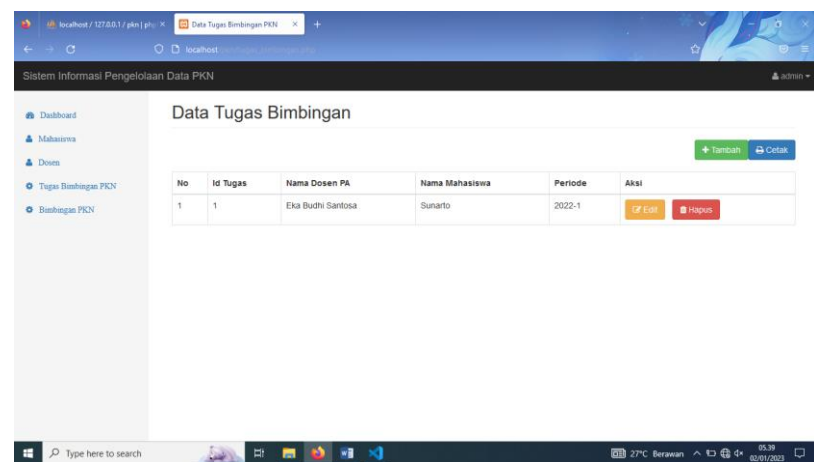 localhost / 127.0.0.1 / pkn | php
Data Tugas Bimbingan PKN
localhost
Sistem Informasi Pengelolaan Data PKN
admin
Dashboard
Mahasiswa
Dosen
Tugas Bimbingan PKN
Bimbingan PKN
Data Tugas Bimbingan
Tambah Cetak
No Id Tugas Nama Dosen PA Nama Mahasiswa Periode Aksi
1 1 Eka Budhi Santosa Sunarto 2022-1 Edit Hapus
Type here to search
27°C Berawan
05.39
02/01/2023